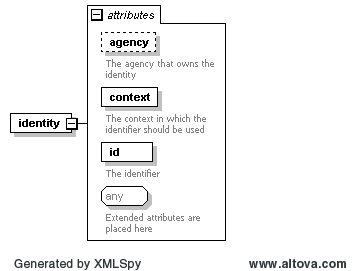 attributes
agency
The agency that owns the
identity
context
The context in which the
identifier should be used
identity
id
The identifier
any
Extended attributes are
placed here
Generated by XMLSpy
www.altova.com